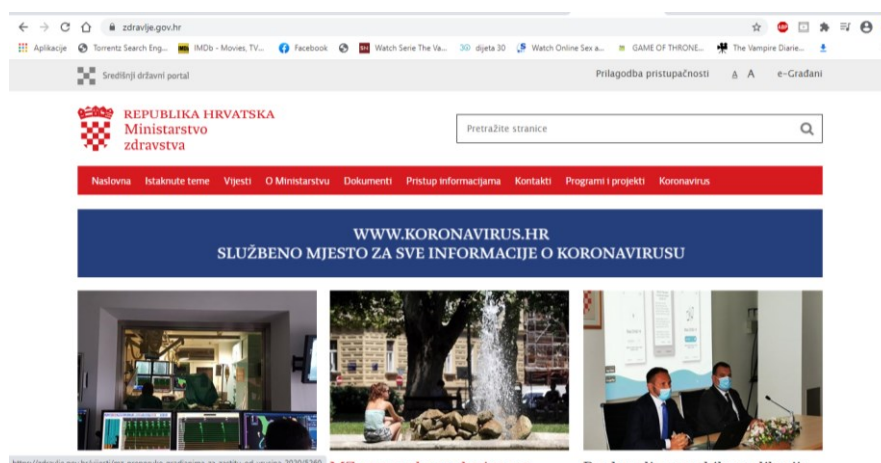 zdravlje.gov.hr
Aplikacije Torrentz Search Eng... IMDb - Movies, TV... Facebook Watch Serie The Va... dijeta 30 Watch Online Sex a... GAME OF THRONE... The Vampire Diarie...
Središnji državni portal Prilagodba pristupačnosti A A e-Građani
REPUBLIKA HRVATSKA
Ministarstvo
zdravstva
Pretražite stranice
Naslovna Istaknute teme Vijesti O Ministarstvu Dokumenti Pristup informacijama Kontakti Programi i projekti Koronavirus
WWW.KORONAVIRUS.HR
SLUŽBENO MJESTO ZA SVE INFORMACIJE O KORONAVIRUSU